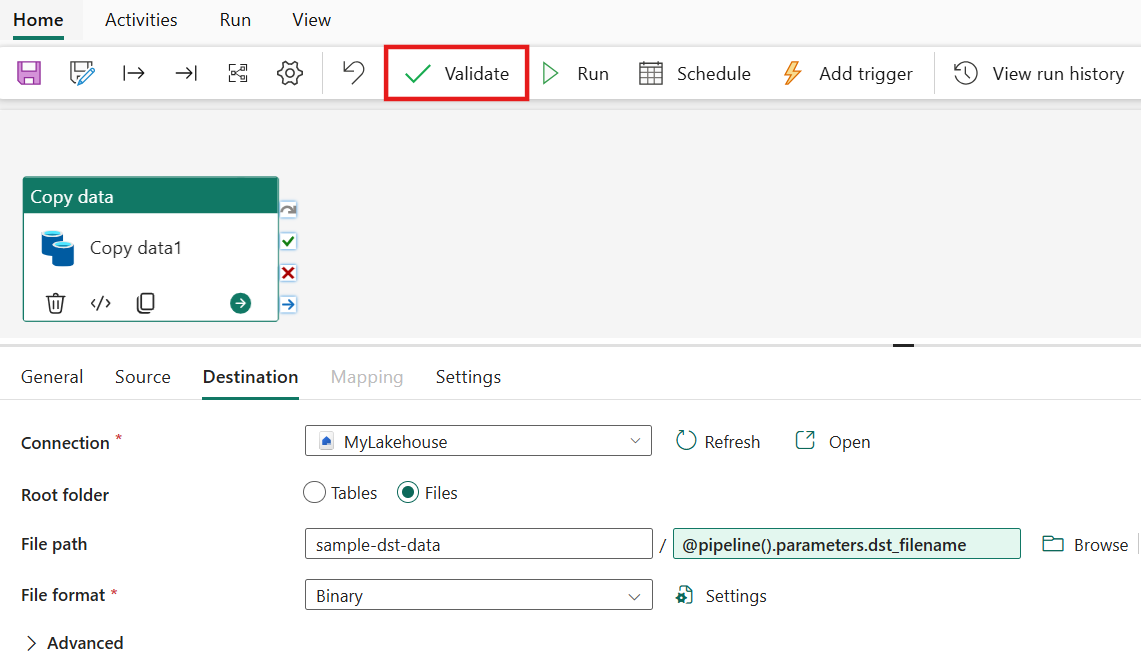 Home Activities Run View
Validate Run Schedule Add trigger View run history
Copy data
Copy data1
General Source Destination Mapping Settings
Connection * MyLakehouse Refresh Open
Root folder Tables Files
File path sample-dst-data / @pipeline().parameters.dst_filename Browse
File format * Binary Settings
Advanced